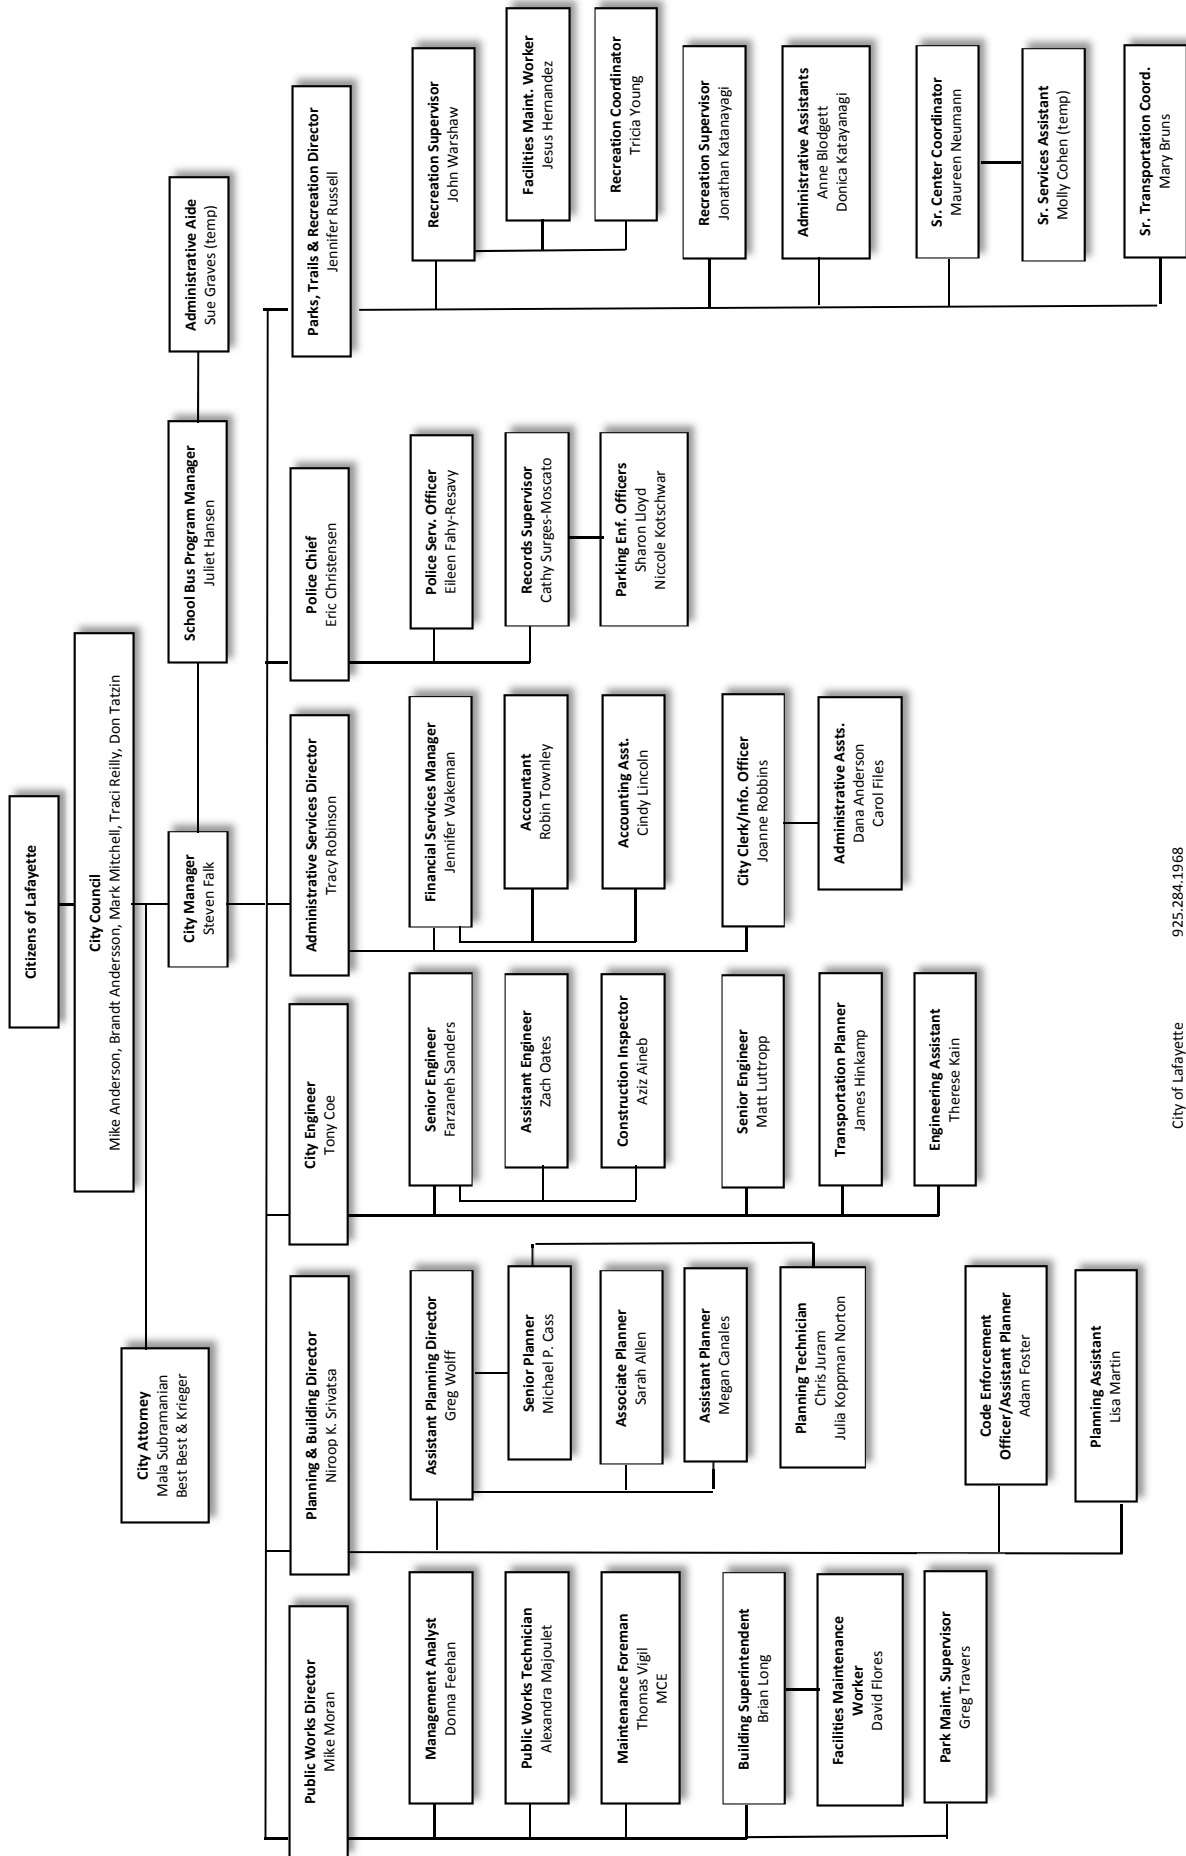 Citizens of Lafayette
City Council
Mike Anderson, Brandt Andersson, Mark Mitchell, Traci Reilly, Don Tatzin
City Attorney
Mala Subramanian
Best Best & Krieger
City Manager
Steven Falk
School Bus Program Manager
Juliet Hansen
Administrative Aide
Sue Graves (temp)
Public Works Director
Mike Moran
Management Analyst
Donna Feehan
Public Works Technician
Alexandra Majoulet
Maintenance Foreman
Thomas Vigil
MCE
Building Superintendent
Brian Long
Facilities Maintenance
Worker
David Flores
Park Maint. Supervisor
Greg Travers
Planning & Building Director
Niroop K. Srivatsa
Assistant Planning Director
Greg Wolff
Senior Planner
Michael P. Cass
Associate Planner
Sarah Allen
Assistant Planner
Megan Canales
Planning Technician
Chris Juram
Julia Koppman Norton
Code Enforcement
Officer/Assistant Planner
Adam Foster
Planning Assistant
Lisa Martin
City Engineer
Tony Coe
Senior Engineer
Farzaneh Sanders
Assistant Engineer
Zach Oates
Construction Inspector
Aziz Aineb
Senior Engineer
Matt Luttropp
Transportation Planner
James Hinkamp
Engineering Assistant
Therese Kain
Administrative Services Director
Tracy Robinson
Financial Services Manager
Jennifer Wakeman
Accountant
Robin Townley
Accounting Asst.
Cindy Lincoln
City Clerk/Info. Officer
Joanne Robbins
Administrative Assts.
Dana Anderson
Carol Files
Police Chief
Eric Christensen
Police Serv. Officer
Eileen Fahy-Resavy
Records Supervisor
Cathy Surges-Moscato
Parking Enf. Officers
Sharon Lloyd
Niccole Kotschwar
Parks, Trails & Recreation Director
Jennifer Russell
Recreation Supervisor
John Warshaw
Facilities Maint. Worker
Jesus Hernandez
Recreation Coordinator
Tricia Young
Recreation Supervisor
Jonathan Katanayagi
Administrative Assistants
Anne Blodgett
Donica Katayanagi
Sr. Center Coordinator
Maureen Neumann
Sr. Services Assistant
Molly Cohen (temp)
Sr. Transportation Coord.
Mary Bruns
City of Lafayette 925.284.1968